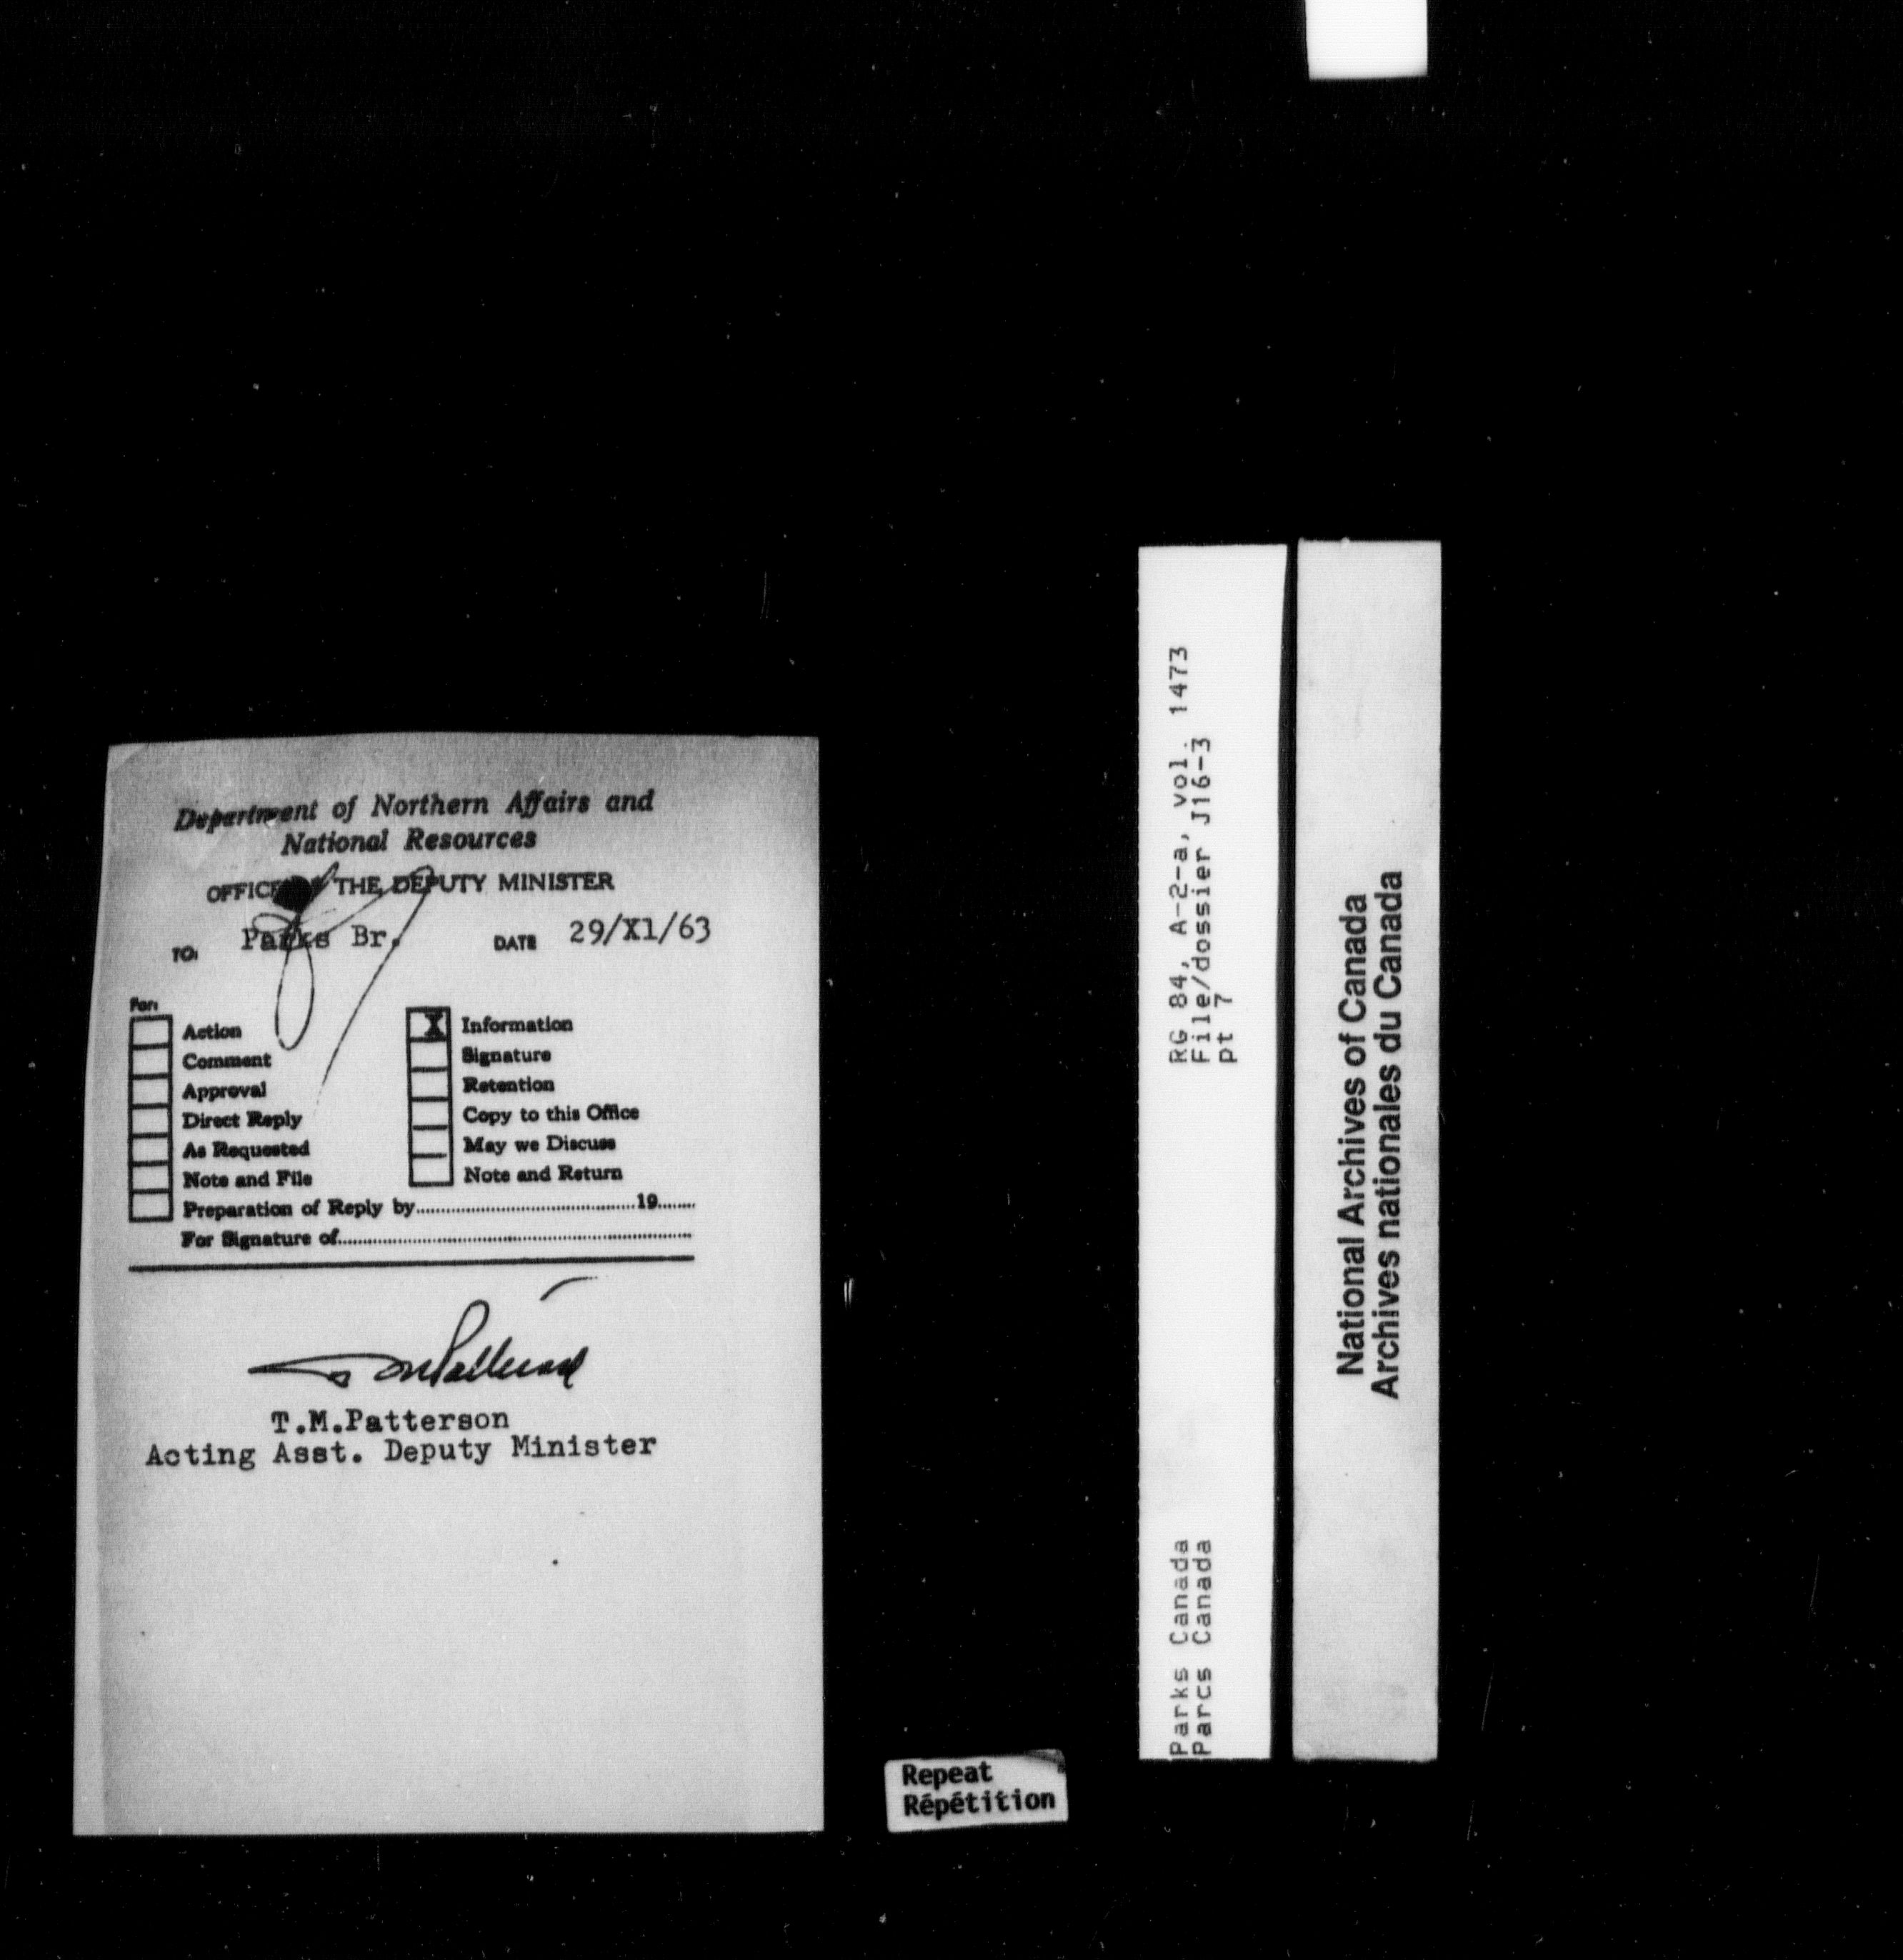 Department of Northern Affairs and
National Resources
OFFICE OF THE DEPUTY MINISTER
TO: Parks Br. DATE 29/X1/63
For:
Action
Comment
Approval
Direct Reply
As Requested
Note and File
Preparation of Reply by..........19......
For Signature of..........
X Information
Signature
Retention
Copy to this Office
May we Discuss
Note and Return
TMPatterson
T.M.Patterson
Acting Asst. Deputy Minister
Repeat
Répétition
RG 84, A-2-a, vol. 1473
File/dossier J16-3
pt 7
Parks Canada
Parcs Canada
National Archives of Canada
Archives nationales du Canada